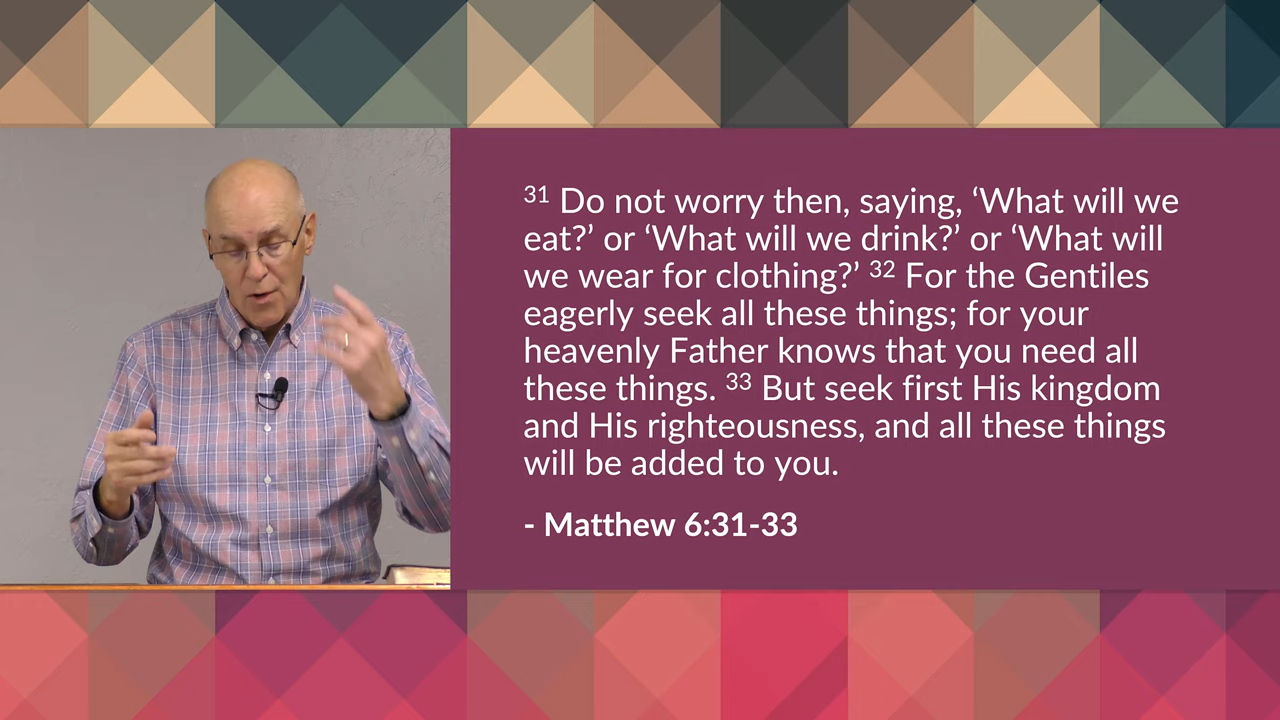 31 Do not worry then, saying, ‘What will we
eat?’ or ‘What will we drink?’ or ‘What will
we wear for clothing?’ 32 For the Gentiles
eagerly seek all these things; for your
heavenly Father knows that you need all
these things. 33 But seek first His kingdom
and His righteousness, and all these things
will be added to you.
- Matthew 6:31-33